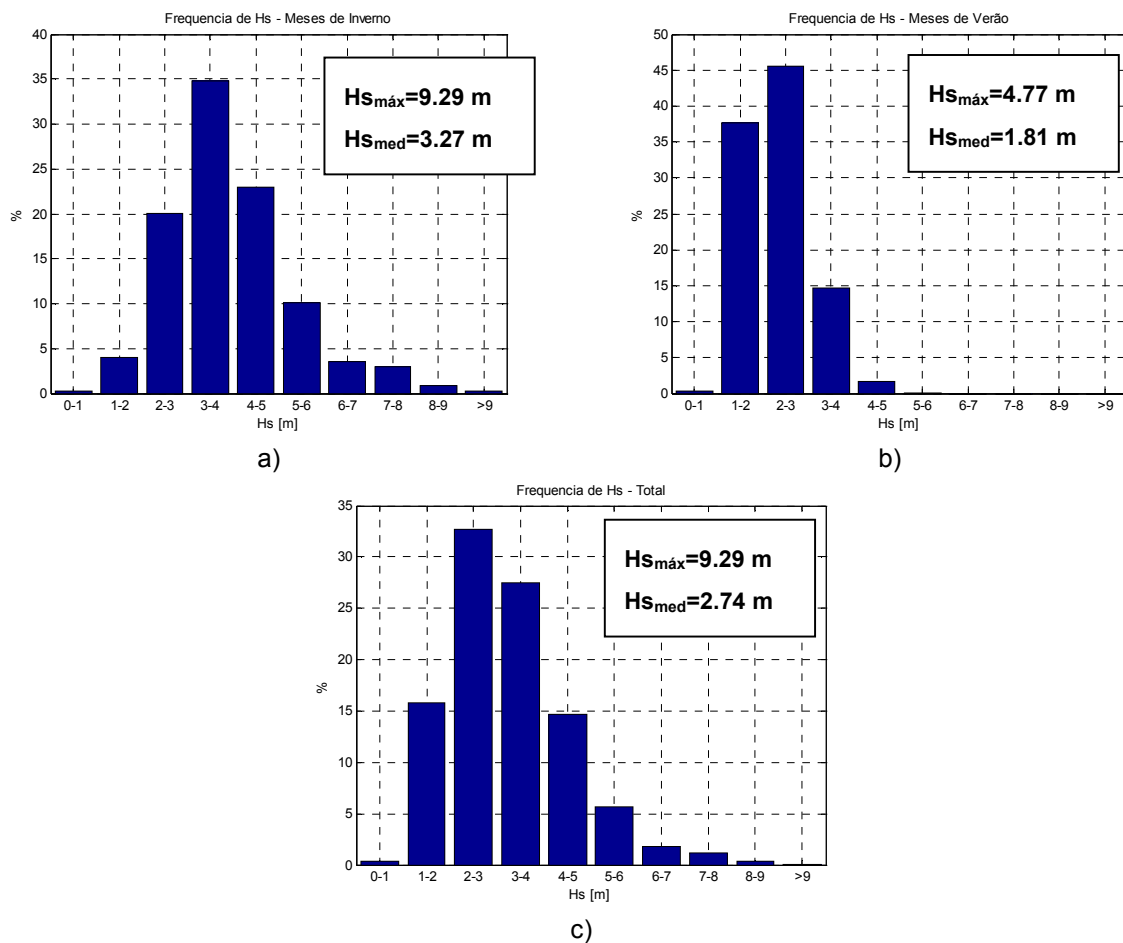 Frequencia de Hs - Meses de Inverno
40
35
30
25
20
15
10
5
0
%
Hs_máx=9.29 m
Hs_med=3.27 m
0-1 1-2 2-3 3-4 4-5 5-6 6-7 7-8 8-9 >9
Hs [m]
a)
Frequencia de Hs - Meses de Verão
50
45
40
35
30
25
20
15
10
5
0
%
Hs_máx=4.77 m
Hs_med=1.81 m
0-1 1-2 2-3 3-4 4-5 5-6 6-7 7-8 8-9 >9
Hs [m]
b)
Frequencia de Hs - Total
35
30
25
20
15
10
5
0
%
Hs_máx=9.29 m
Hs_med=2.74 m
0-1 1-2 2-3 3-4 4-5 5-6 6-7 7-8 8-9 >9
Hs [m]
c)